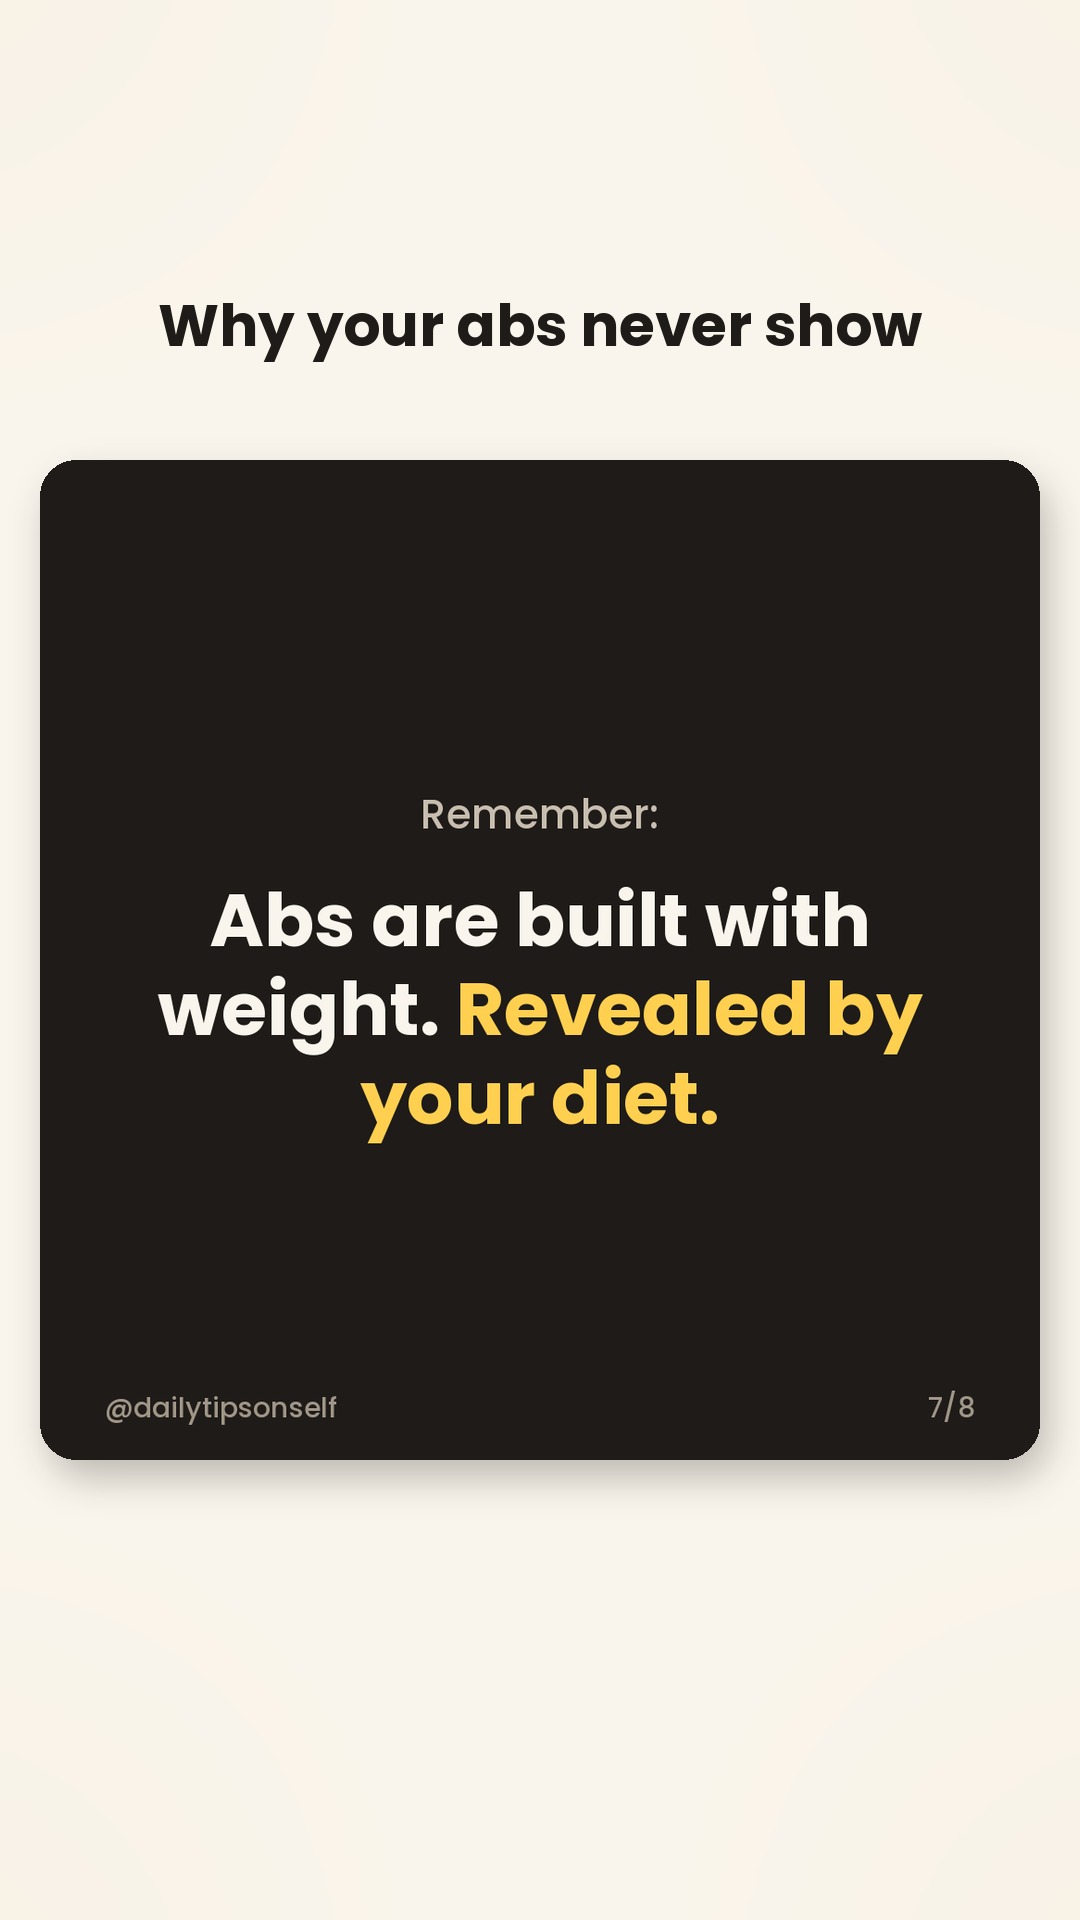 Why your abs never show
Remember:
Abs are built with
weight. Revealed by
your diet.
@dailytipsonself
7/8